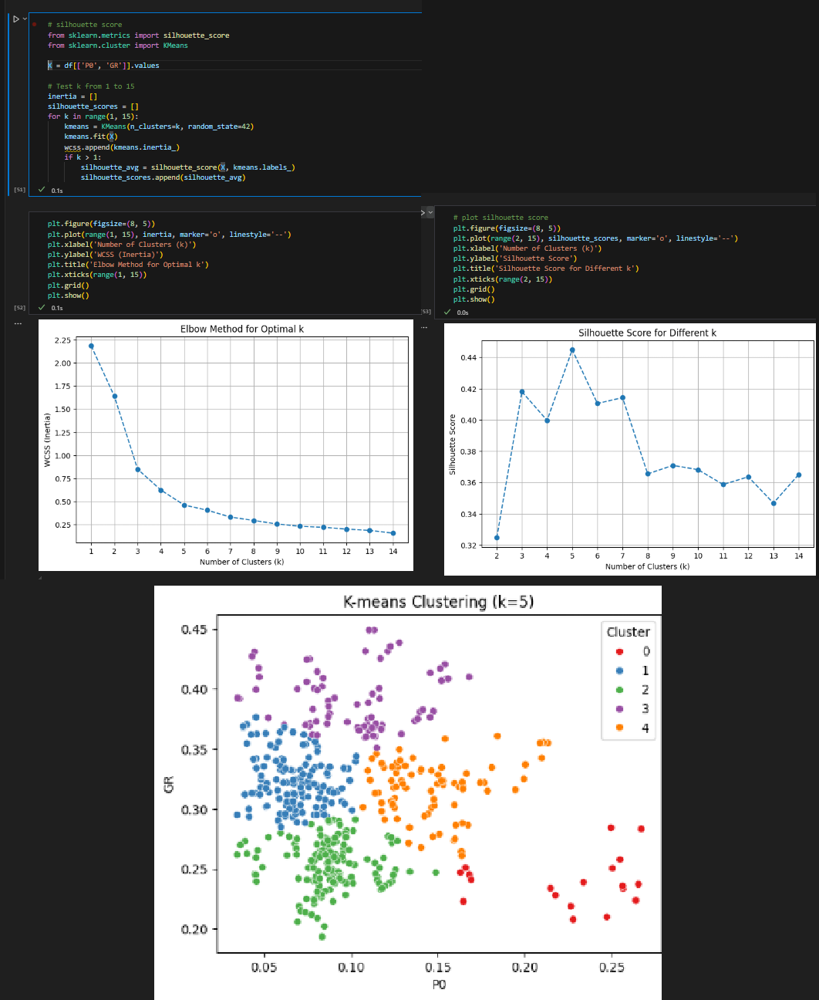 # silhouette score
from sklearn.metrics import silhouette_score
from sklearn.cluster import KMeans
X = df[['P0', 'GR']].values
# Test k from 1 to 15
inertia = []
silhouette_scores = []
for k in range(1, 15):
kmeans = KMeans(n_clusters=k, random_state=42)
kmeans.fit(X)
wcss.append(kmeans.inertia_)
if k > 1:
silhouette_avg = silhouette_score(X, kmeans.labels_)
silhouette_scores.append(silhouette_avg)
[51]
0.1s
plt.figure(figsize=(8, 5))
plt.plot(range(1, 15), inertia, marker='o', linestyle='--')
plt.xlabel('Number of Clusters (k)')
plt.ylabel('WCSS (Inertia)')
plt.title('Elbow Method for Optimal k')
plt.xticks(range(1, 15))
plt.grid()
plt.show()
[52]
0.1s
...
Elbow Method for Optimal k
WCSS (Inertia)
2.25
2.00
1.75
1.50
1.25
1.00
0.75
0.50
0.25
1 2 3 4 5 6 7 8 9 10 11 12 13 14
Number of Clusters (k)
# plot silhouette score
plt.figure(figsize=(8, 5))
plt.plot(range(2, 15), silhouette_scores, marker='o', linestyle='--')
plt.xlabel('Number of Clusters (k)')
plt.ylabel('Silhouette Score')
plt.title('Silhouette Score for Different k')
plt.xticks(range(2, 15))
plt.grid()
plt.show()
53]
0.0s
...
Silhouette Score for Different k
Silhouette Score
0.44
0.42
0.40
0.38
0.36
0.34
0.32
2 3 4 5 6 7 8 9 10 11 12 13 14
Number of Clusters (k)
K-means Clustering (k=5)
GR
0.45
0.40
0.35
0.30
0.25
0.20
Cluster
0
1
2
3
4
0.05 0.10 0.15 0.20 0.25
P0